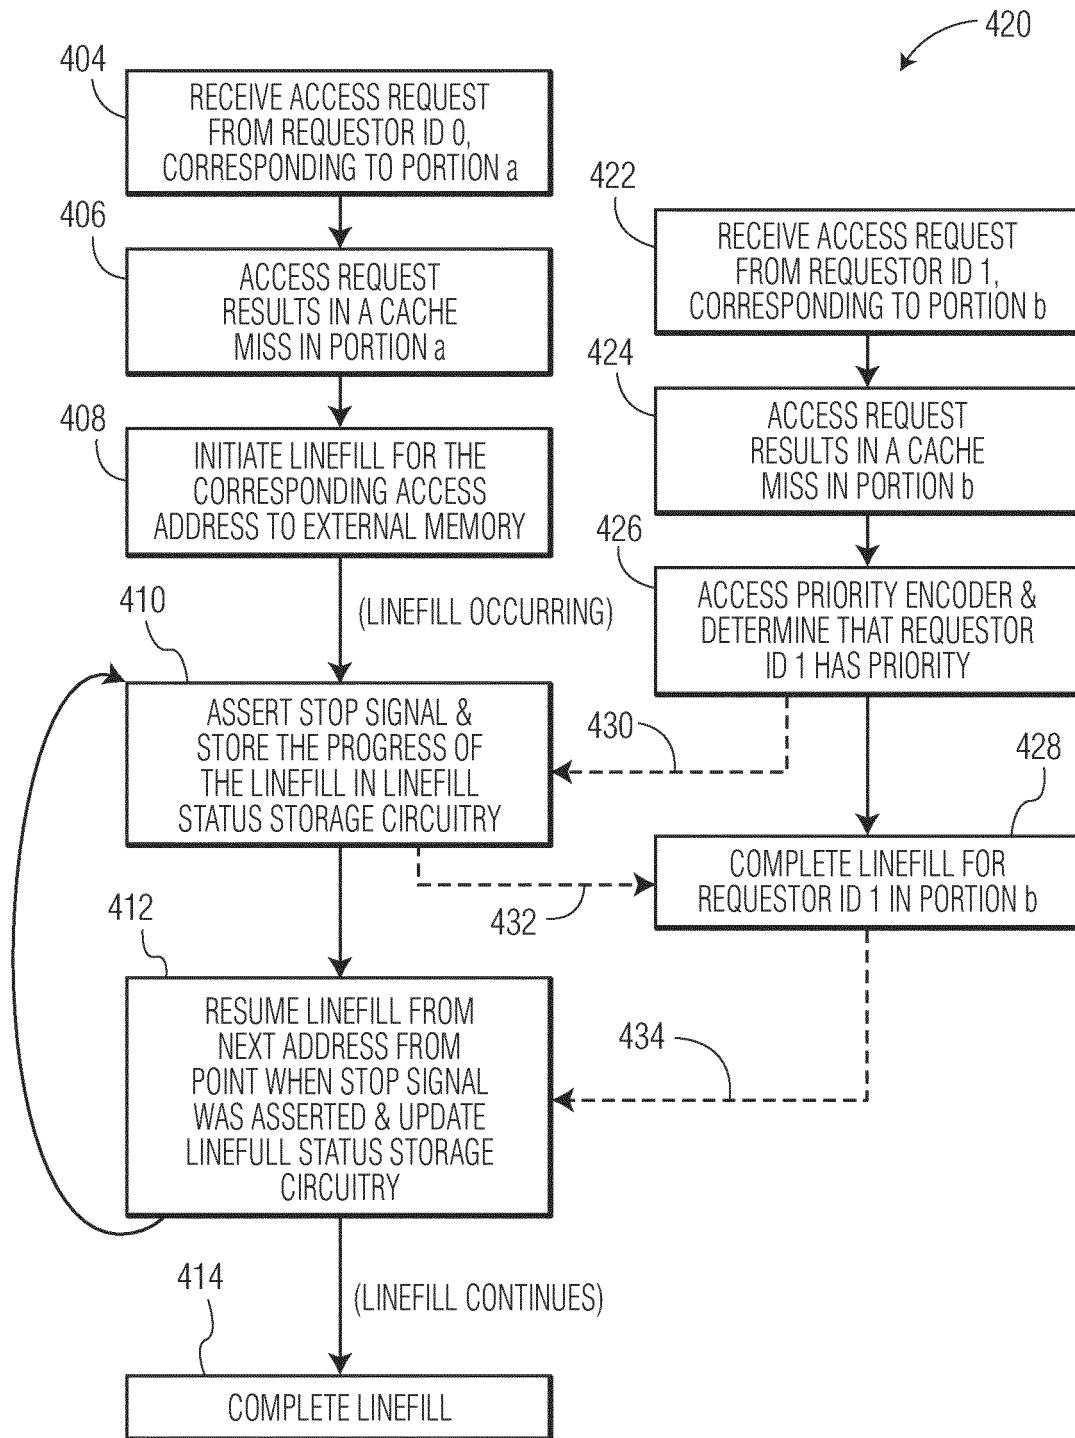 420
404
RECEIVE ACCESS REQUEST
FROM REQUESTOR ID 0,
CORRESPONDING TO PORTION a
406
ACCESS REQUEST
RESULTS IN A CACHE
MISS IN PORTION a
408
INITIATE LINEFILL FOR THE
CORRESPONDING ACCESS
ADDRESS TO EXTERNAL MEMORY
(LINEFILL OCCURRING)
410
ASSERT STOP SIGNAL &
STORE THE PROGRESS OF
THE LINEFILL IN LINEFILL
STATUS STORAGE CIRCUITRY
412
RESUME LINEFILL FROM
NEXT ADDRESS FROM
POINT WHEN STOP SIGNAL
WAS ASSERTED & UPDATE
LINEFULL STATUS STORAGE
CIRCUITRY
(LINEFILL CONTINUES)
414
COMPLETE LINEFILL
422
RECEIVE ACCESS REQUEST
FROM REQUESTOR ID 1,
CORRESPONDING TO PORTION b
424
ACCESS REQUEST
RESULTS IN A CACHE
MISS IN PORTION b
426
ACCESS PRIORITY ENCODER &
DETERMINE THAT REQUESTOR
ID 1 HAS PRIORITY
430
428
COMPLETE LINEFILL FOR
REQUESTOR ID 1 IN PORTION b
432
434